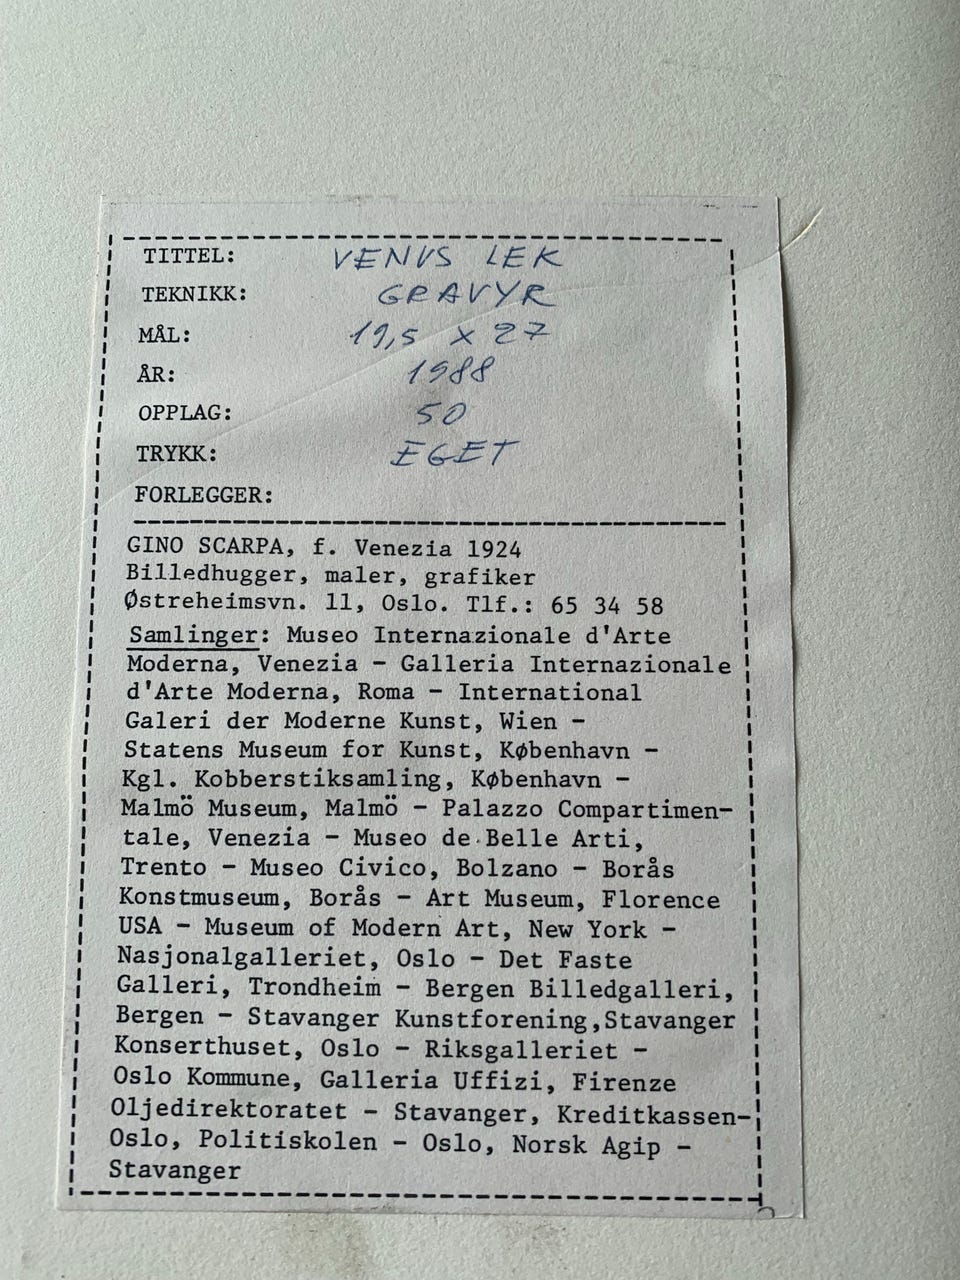 TITTEL: VENUS LEK
TEKNIKK: GRAVYR
MÅL: 19,5 X 27
ÅR: 1988
OPPLAG: 50
TRYKK: EGET
FORLEGGER:
GINO SCARPA, f. Venezia 1924
Billedhugger, maler, grafiker
Østreheimsvn. 11, Oslo. Tlf.: 65 34 58
Samlinger: Museo Internazionale d'Arte
Moderna, Venezia - Galleria Internazionale
d'Arte Moderna, Roma - International
Galeri der Moderne Kunst, Wien -
Statens Museum for Kunst, København -
Kgl. Kobberstiksamling, København -
Malmö Museum, Malmö - Palazzo Compartimen-
tale, Venezia - Museo de Belle Arti,
Trento - Museo Civico, Bolzano - Borås
Konstmuseum, Borås - Art Museum, Florence
USA - Museum of Modern Art, New York -
Nasjonalgalleriet, Oslo - Det Faste
Galleri, Trondheim - Bergen Billedgalleri,
Bergen - Stavanger Kunstforening,Stavanger
Konserthuset, Oslo - Riksgalleriet -
Oslo Kommune, Galleria Uffizi, Firenze
Oljedirektoratet - Stavanger, Kreditkassen-
Oslo, Politiskolen - Oslo, Norsk Agip -
Stavanger